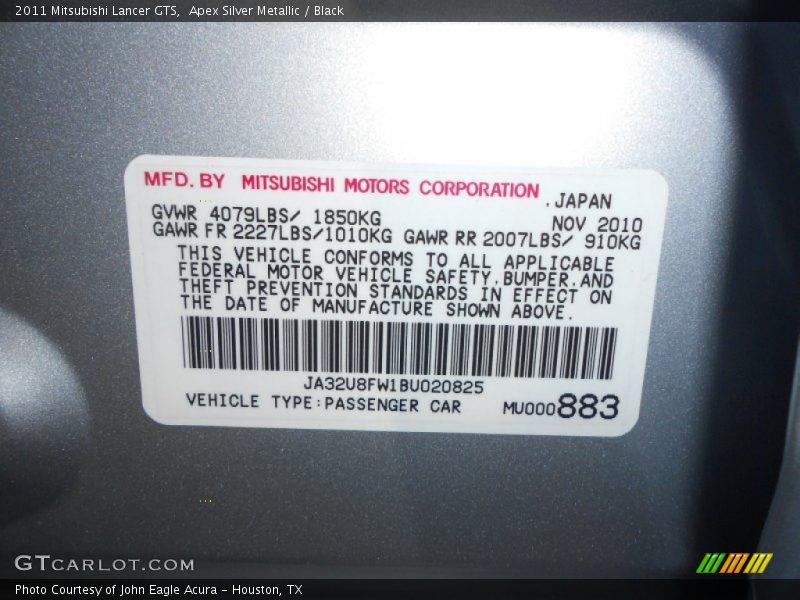 2011 Mitsubishi Lancer GTS,  Apex Silver Metallic / Black
MFD. BY MITSUBISHI MOTORS CORPORATION .JAPAN
GVWR 4079LBS/ 1850KG NOV 2010
GAWR FR 2227LBS/1010KG GAWR RR 2007LBS/ 910KG
THIS VEHICLE CONFORMS TO ALL APPLICABLE
FEDERAL MOTOR VEHICLE SAFETY,BUMPER,AND
THEFT PREVENTION STANDARDS IN EFFECT ON
THE DATE OF MANUFACTURE SHOWN ABOVE.
JA32U8FW1BU020825
VEHICLE TYPE:PASSENGER CAR MU000883
GTCARLOT.COM
Photo Courtesy of John Eagle Acura - Houston, TX